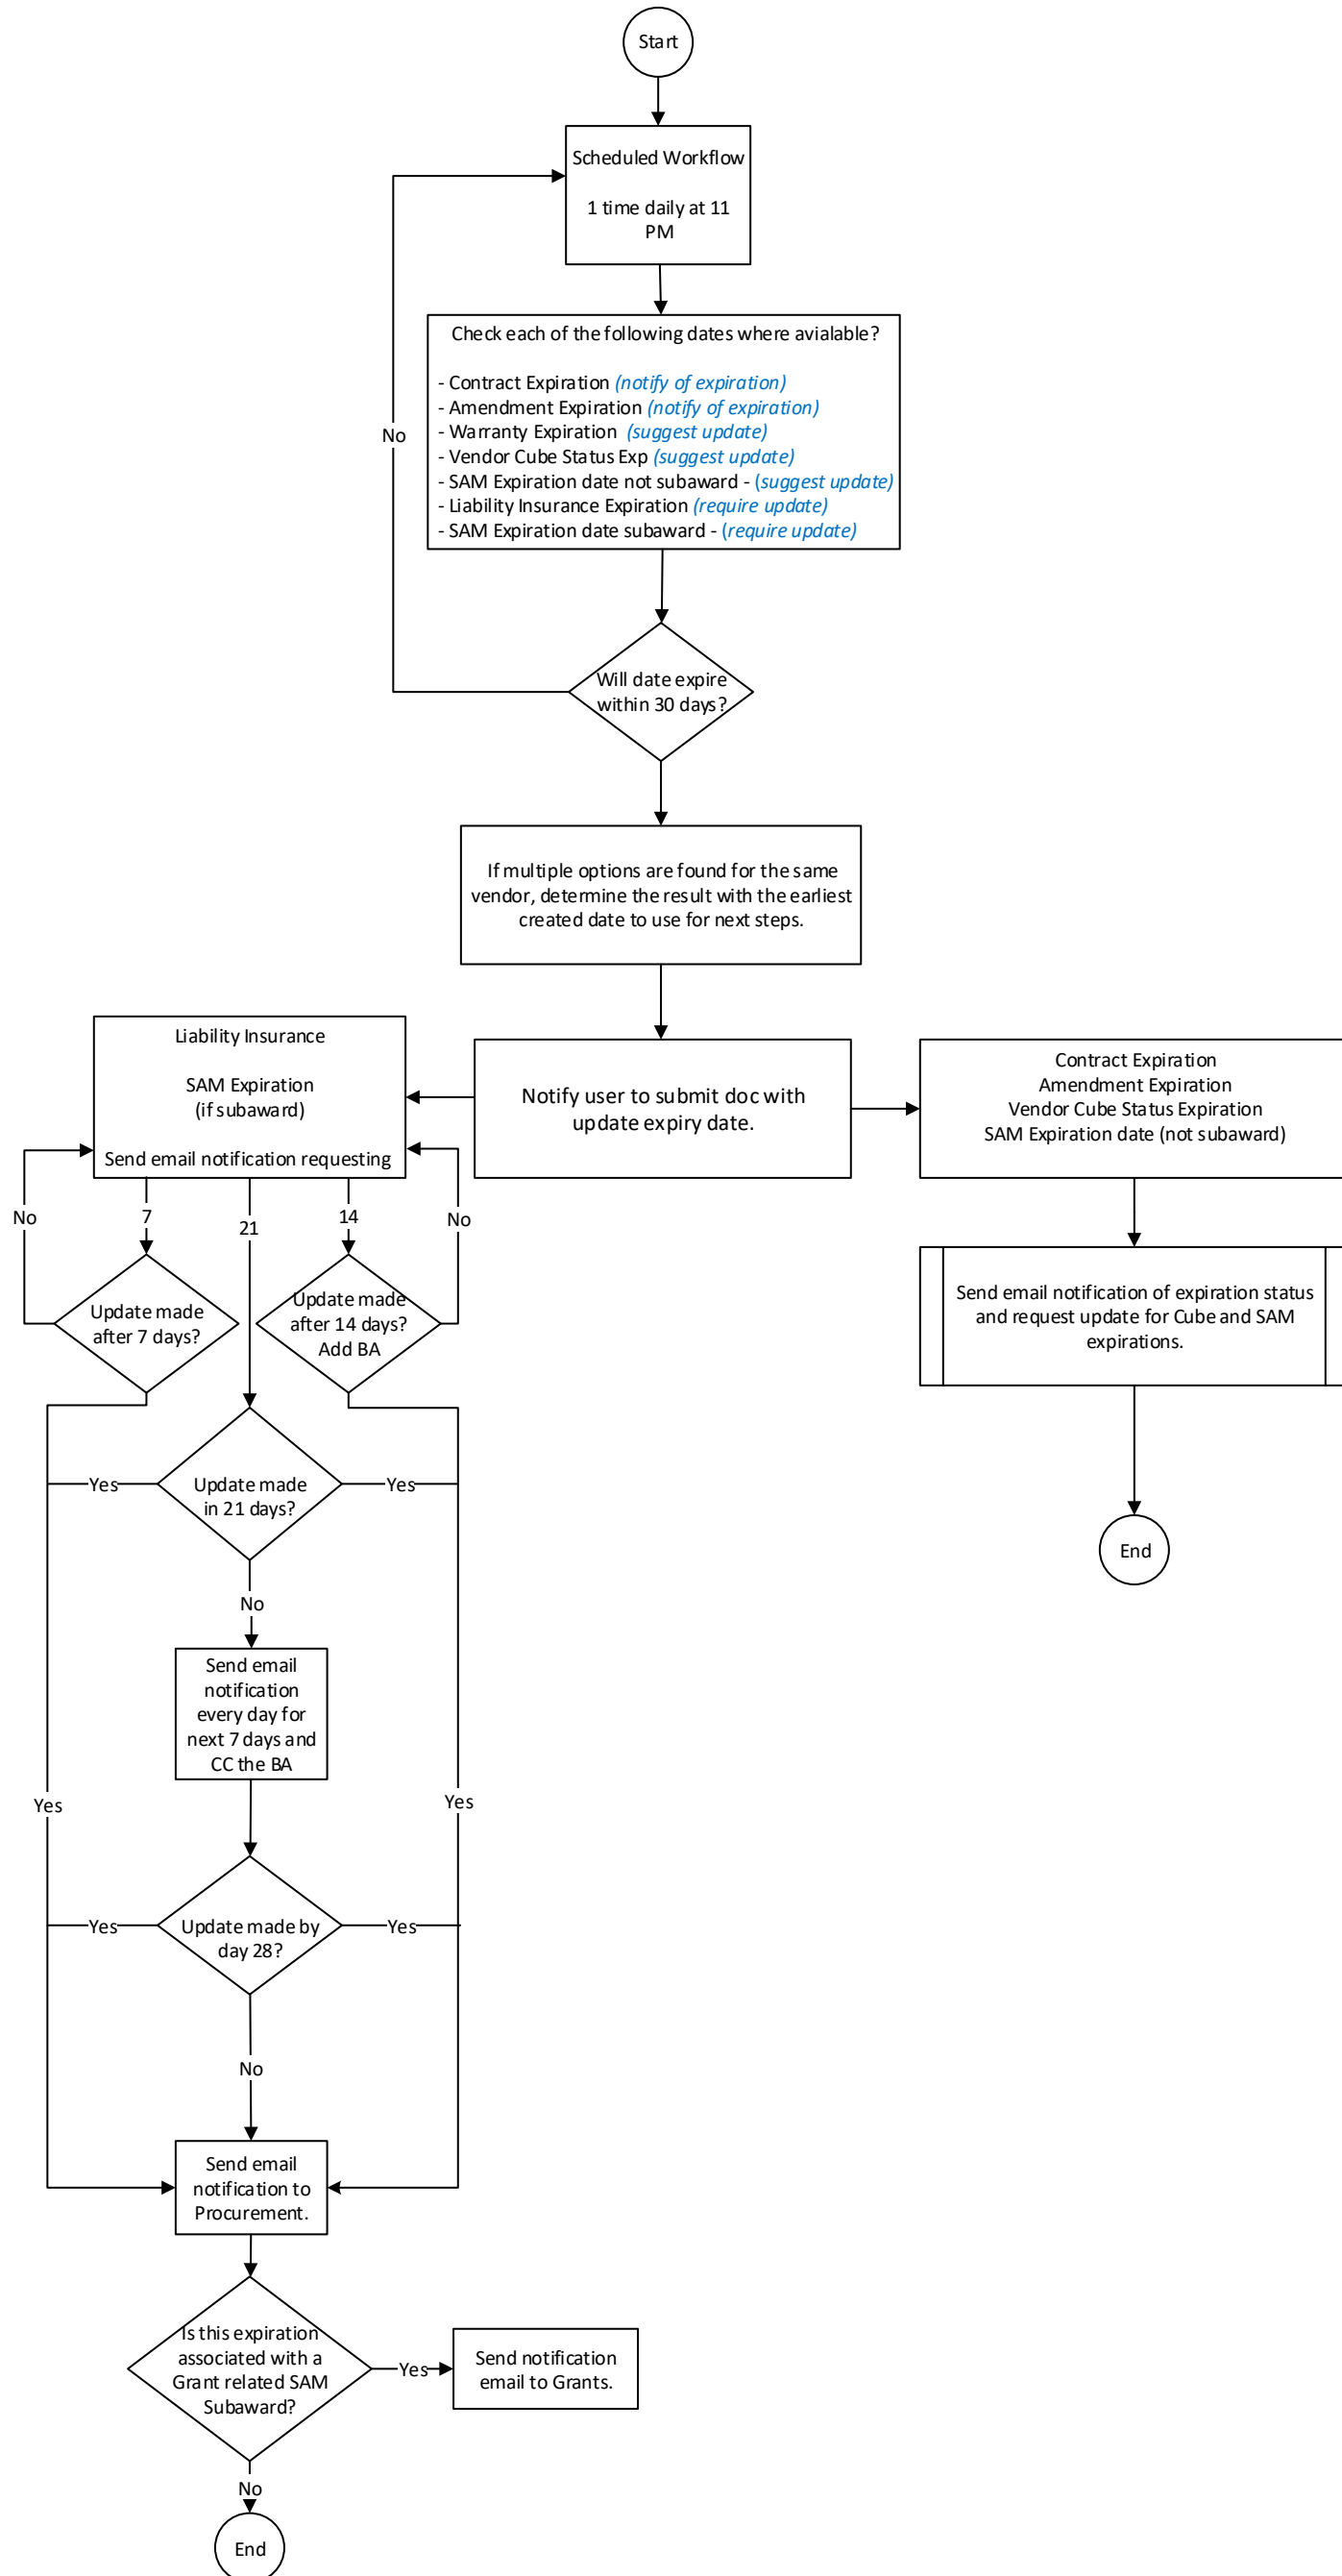 Start
Scheduled Workflow
1 time daily at 11
PM
Check each of the following dates where avialable?
- Contract Expiration (notify of expiration)
- Amendment Expiration (notify of expiration)
- Warranty Expiration (suggest update)
- Vendor Cube Status Exp (suggest update)
- SAM Expiration date not subaward - (suggest update)
- Liability Insurance Expiration (require update)
- SAM Expiration date subaward - (require update)
No
Will date expire
within 30 days?
If multiple options are found for the same
vendor, determine the result with the earliest
created date to use for next steps.
Liability Insurance
SAM Expiration
(if subaward)
Send email notification requesting
Notify user to submit doc with
update expiry date.
Contract Expiration
Amendment Expiration
Vendor Cube Status Expiration
SAM Expiration date (not subaward)
No
7
21
14
No
Update made
after 7 days?
Update made
after 14 days?
Add BA
Send email notification of expiration status
and request update for Cube and SAM
expirations.
Yes
Update made
in 21 days?
Yes
End
No
Send email
notification
every day for
next 7 days and
CC the BA
Yes
Yes
Yes
Update made by
day 28?
Yes
No
Send email
notification to
Procurement.
Is this expiration
associated with a
Grant related SAM
Subaward?
Yes
Send notification
email to Grants.
No
End